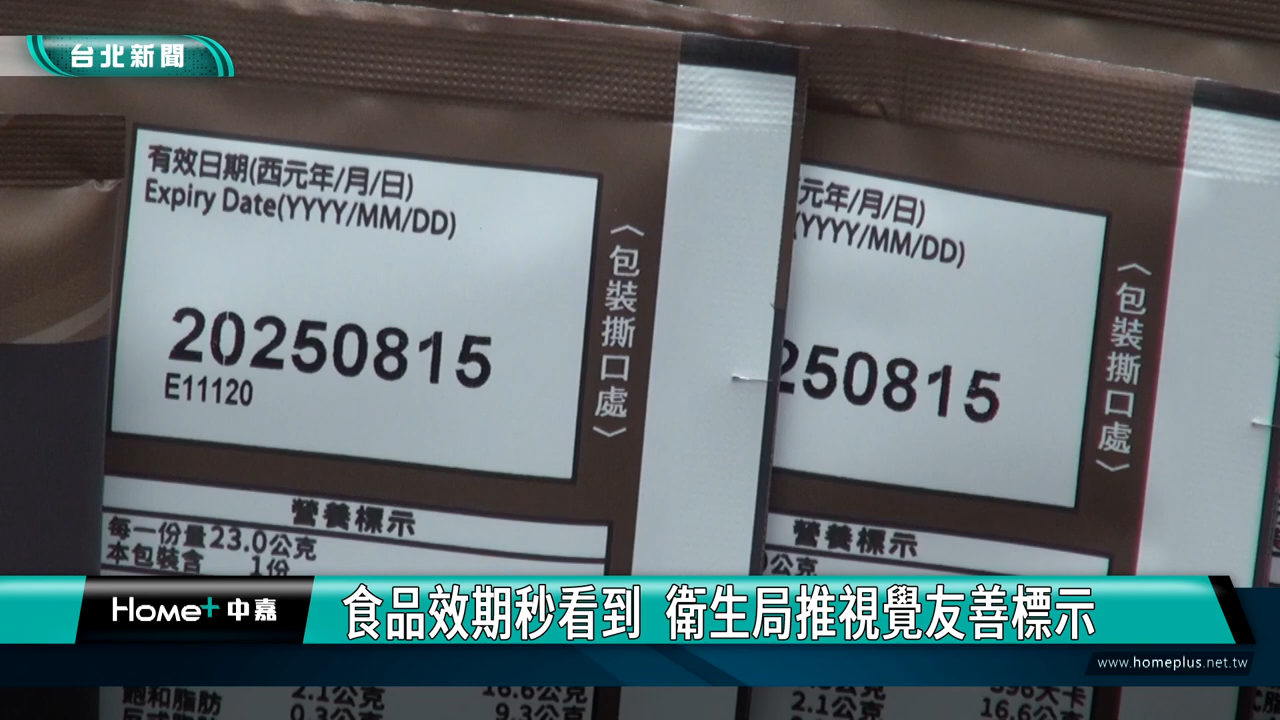 台北新聞
有效日期(西元年/月/日)
Expiry Date(YYYY/MM/DD)
20250815
E11120
〈包裝撕口處〉
營養標示
每一份量23.0公克
本包裝含 1份
飽和脂肪 2.1公克 16.6公克
0.3公克 9.3公克
元年/月/日)
(YYYY/MM/DD)
250815
〈包裝撕口處〉
營養標示
公克
396大卡
2.1公克 16.6公克
Home+中嘉
食品效期秒看到 衛生局推視覺友善標示
www.homeplus.net.tw